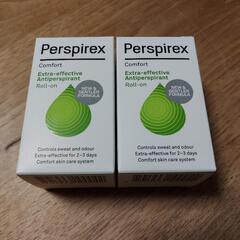 Perspirex
Comfort
Extra-effective
Antiperspirant
Roll-on
NEW &
GENTLER
FORMULA
Controls sweat and odour
Extra-effective for 2-3 days
Comfort skin care system
Perspirex
Comfort
Extra-effective
Antiperspirant
Roll-on
NEW &
GENTLER
FORMULA
Controls sweat and odour
Extra-effective for 2-3 days
Comfort skin care system